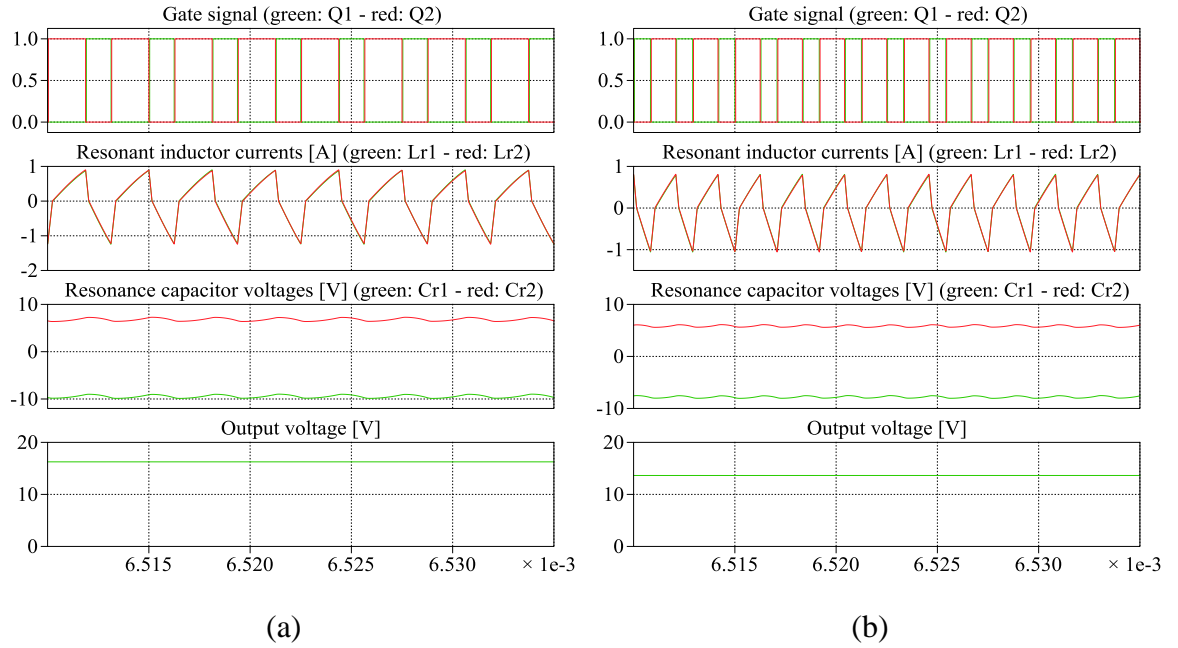 Gate signal (green: Q1 - red: Q2)
1.0
0.5
0.0
Resonant inductor currents [A] (green: Lr1 - red: Lr2)
1
0
-1
-2
Resonance capacitor voltages [V] (green: Cr1 - red: Cr2)
10
0
-10
Output voltage [V]
20
10
0
6.515 6.520 6.525 6.530 × 1e-3
(a)
Gate signal (green: Q1 - red: Q2)
1.0
0.5
0.0
Resonant inductor currents [A] (green: Lr1 - red: Lr2)
1
0
-1
Resonance capacitor voltages [V] (green: Cr1 - red: Cr2)
10
0
-10
Output voltage [V]
20
10
0
6.515 6.520 6.525 6.530 × 1e-3
(b)